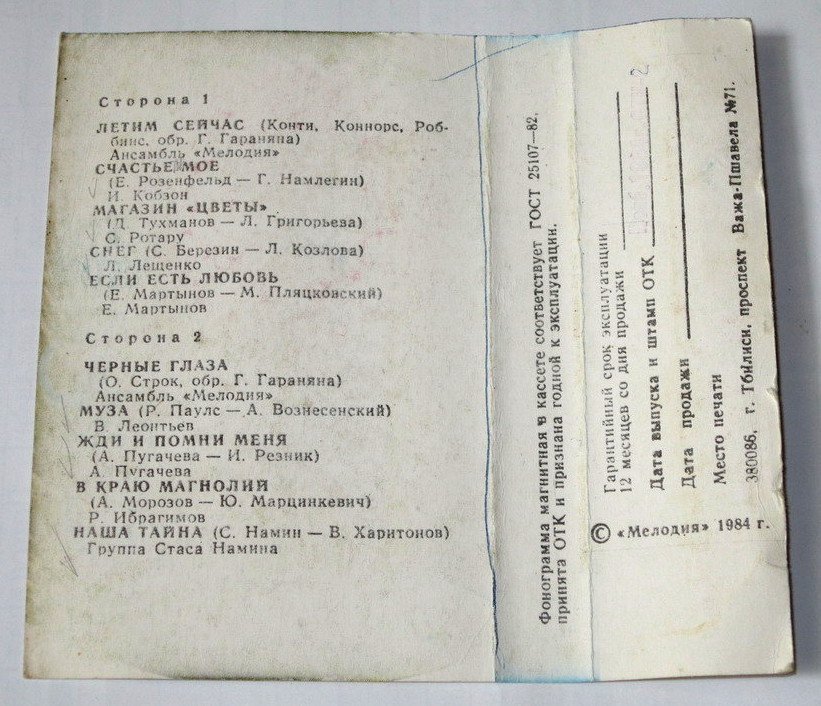 Сторона 1
ЛЕТИМ СЕЙЧАС (Конти, Коннорс, Роб-
бинс, обр. Г. Гараняна)
Ансамбль «Мелодия»
СЧАСТЬЕ МОЕ
(Е. Розенфельд — Г. Намлегин)
И. Кобзон
МАГАЗИН «ЦВЕТЫ»
(Д. Тухманов — Л. Григорьева)
С. Ротару
СНЕГ (С. Березин — Л. Козлова)
Л. Лещенко
ЕСЛИ ЕСТЬ ЛЮБОВЬ
(Е. Мартынов — М. Пляцковский)
Е. Мартынов
Сторона 2
ЧЕРНЫЕ ГЛАЗА
(О. Строк, обр. Г. Гараняна)
Ансамбль «Мелодия»
МУЗА (Р. Паулс — А. Вознесенский)
В. Леонтьев
ЖДИ И ПОМНИ МЕНЯ
(А. Пугачева — И. Резник)
А. Пугачева
В КРАЮ МАГНОЛИЙ
(А. Морозов — Ю. Марцинкевич)
Р. Ибрагимов
НАША ТАЙНА (С. Намин — В. Харитонов)
Группа Стаса Намина
Фонограмма магнитная в кассете соответствует ГОСТ 25107—82,
принята ОТК и признана годной к эксплуатации.
Гарантийный срок эксплуатации
12 месяцев со дня продажи
Дата выпуска и штамп ОТК
Дата продажи
Место печати
380086, г. Тбилиси, проспект Важа-Пшавела №71.
© «Мелодия» 1984 г.